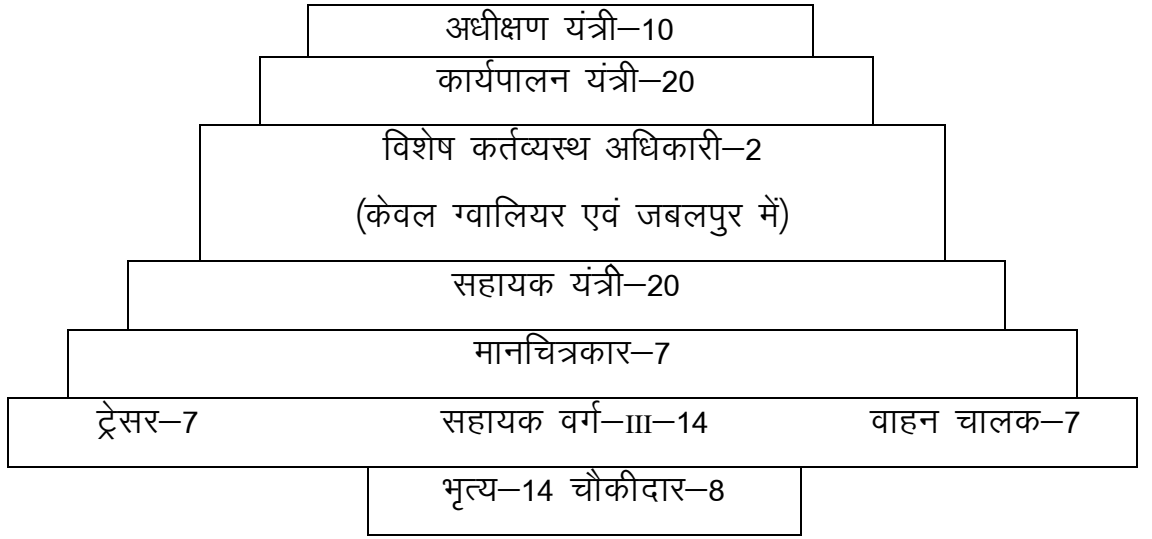 अधीक्षण यंत्री–10
कार्यपालन यंत्री–20
विशेष कर्तव्यस्थ अधिकारी–2
(केवल ग्वालियर एवं जबलपुर में)
सहायक यंत्री–20
मानचित्रकार–7
ट्रेसर–7 सहायक वर्ग–III–14 वाहन चालक–7
भृत्य–14 चौकीदार–8